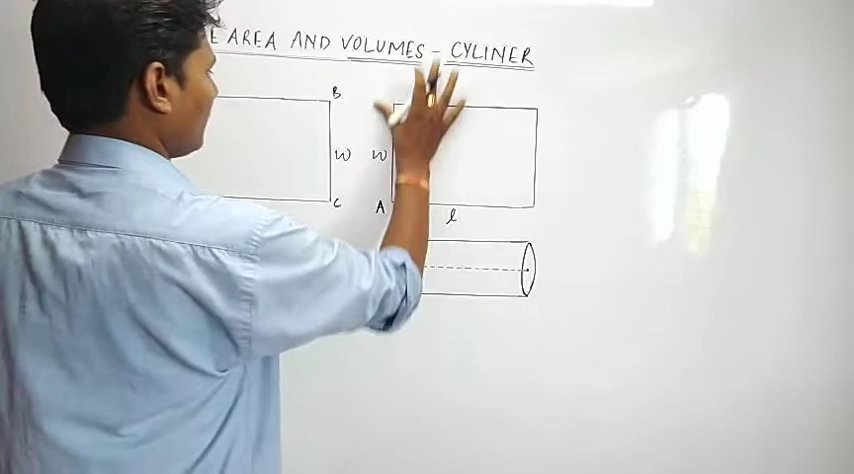 E AREA AND VOLUMES - CYLINER
B
W W
C A
l